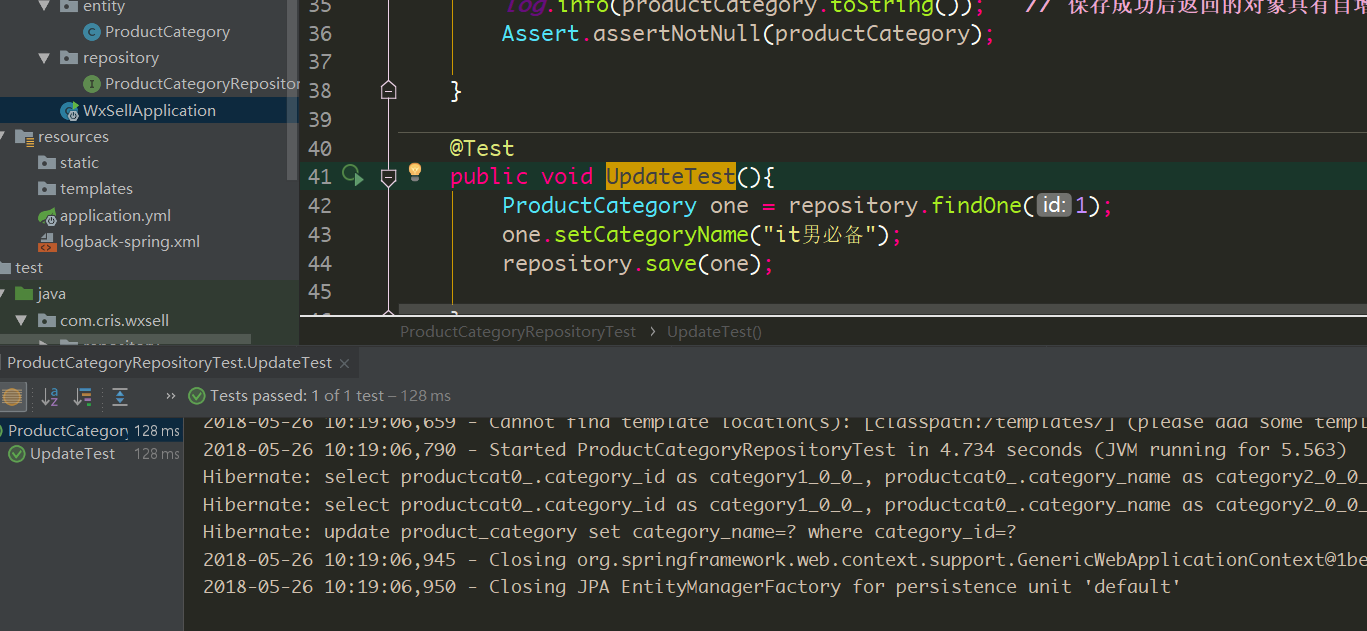 entity
ProductCategory
repository
ProductCategoryRepositor
WxSellApplication
resources
static
templates
application.yml
logback-spring.xml
test
java
com.cris.wxsell
35 log.info(productCategory.toString()); // 保存成功后返回的对象具有自增
36 Assert.assertNotNull(productCategory);
37
38 }
39
40 @Test
41 public void UpdateTest(){
42 ProductCategory one = repository.findOne( id: 1);
43 one.setCategoryName("it男必备");
44 repository.save(one);
45
ProductCategoryRepositoryTest › UpdateTest()
ProductCategoryRepositoryTest.UpdateTest ×
» Tests passed: 1 of 1 test – 128 ms
ProductCategory 128 ms
UpdateTest 128 ms
2018-05-26 10:19:06,659 - Cannot find template location(s): [classpath:/templates/] (please add some templ
2018-05-26 10:19:06,790 - Started ProductCategoryRepositoryTest in 4.734 seconds (JVM running for 5.563)
Hibernate: select productcat0_.category_id as category1_0_0_, productcat0_.category_name as category2_0_0_
Hibernate: select productcat0_.category_id as category1_0_0_, productcat0_.category_name as category2_0_0_
Hibernate: update product_category set category_name=? where category_id=?
2018-05-26 10:19:06,945 - Closing org.springframework.web.context.support.GenericWebApplicationContext@1be
2018-05-26 10:19:06,950 - Closing JPA EntityManagerFactory for persistence unit 'default'